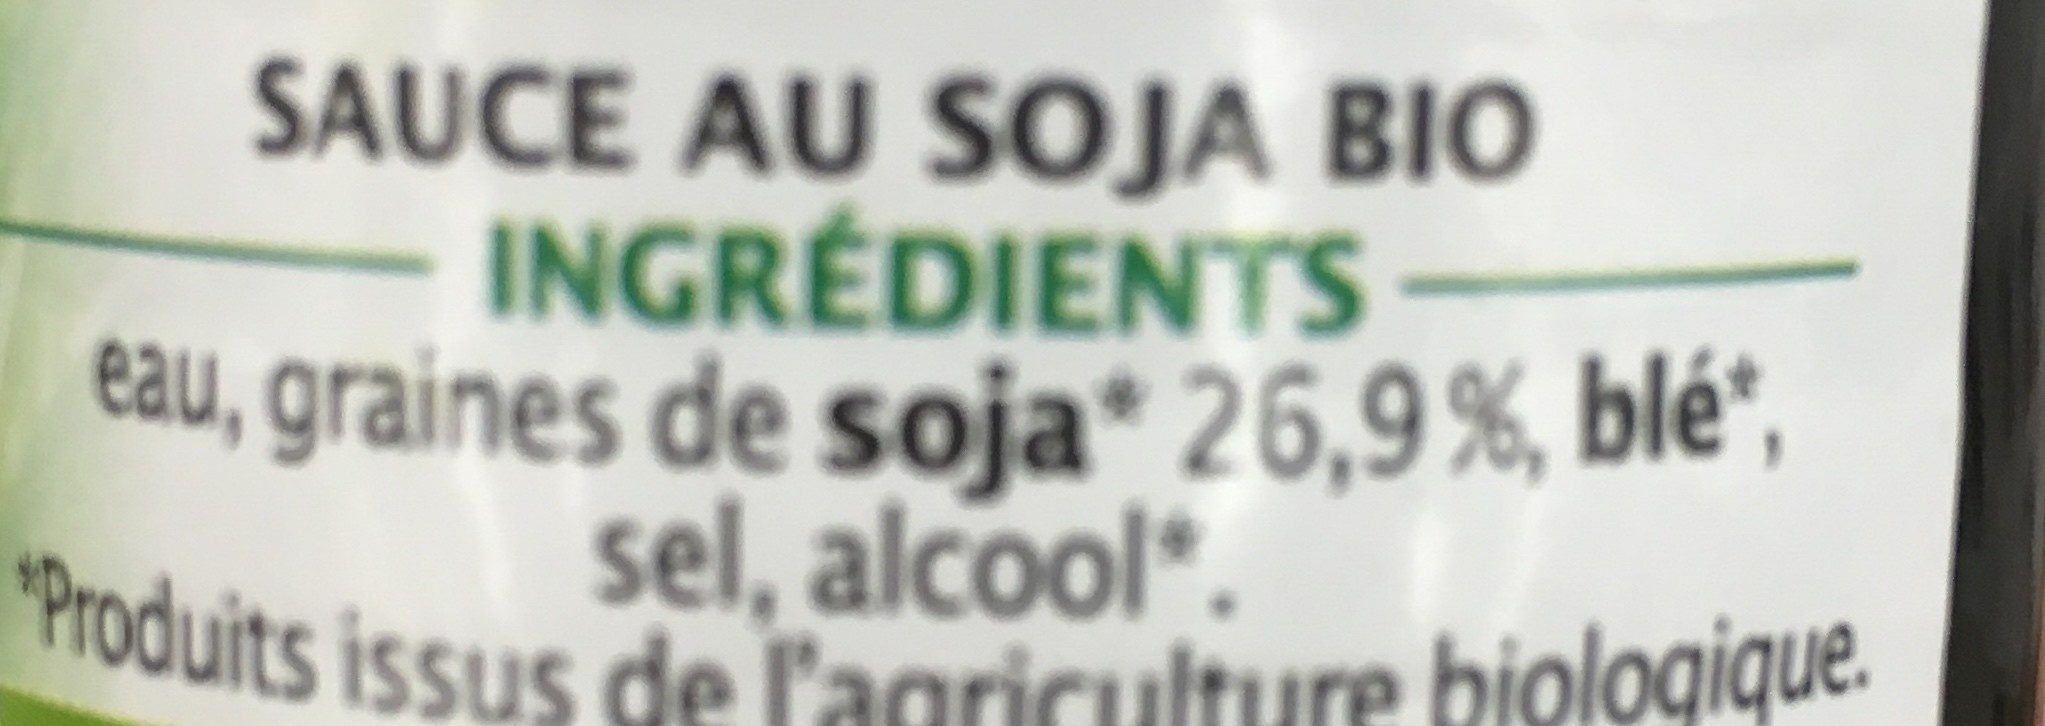 SAUCE AU SOJA BIO
INGRÉDIENTS
eau, graines de soja* 26,9%, blé*,
sel, alcool*.
*Produits issus de l'agriculture biologique.